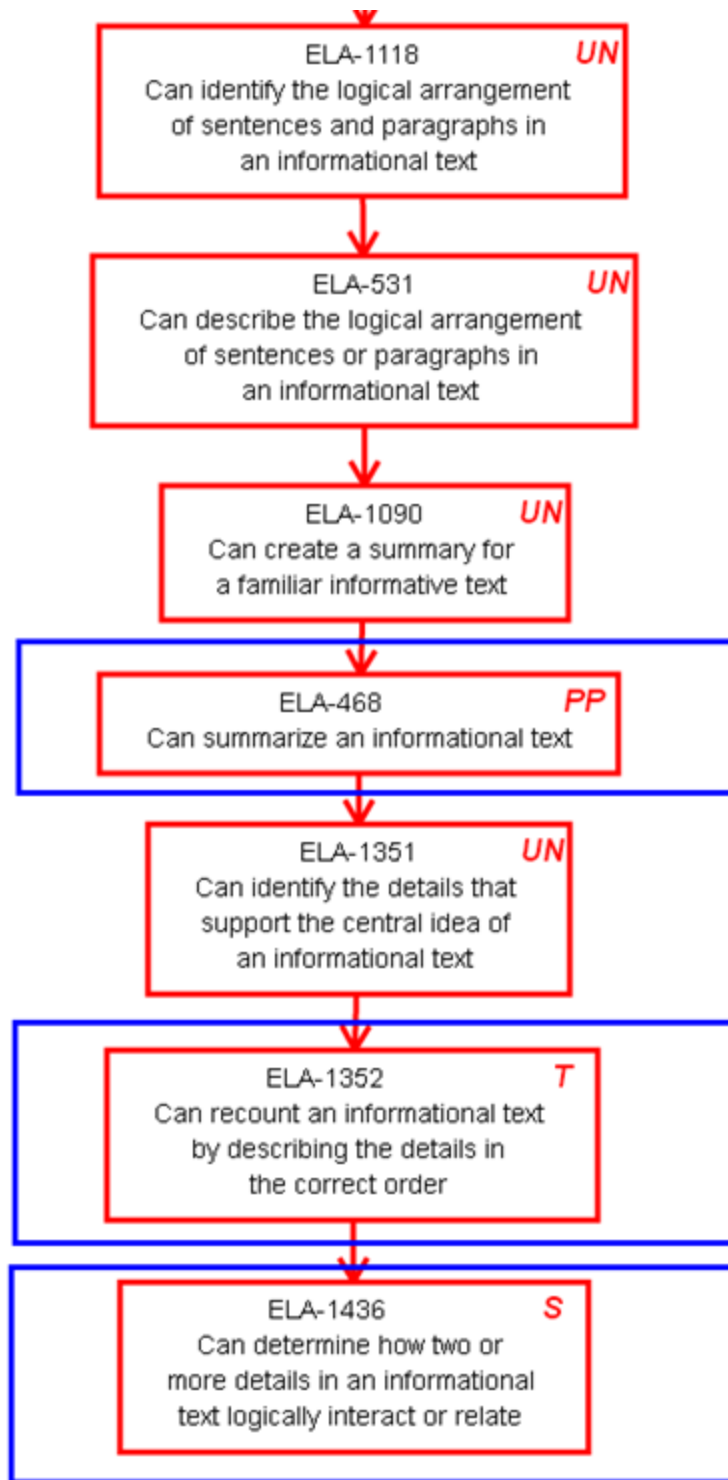 ELA-1118 UN
Can identify the logical arrangement
of sentences and paragraphs in
an informational text
ELA-531 UN
Can describe the logical arrangement
of sentences or paragraphs in
an informational text
ELA-1090 UN
Can create a summary for
a familiar informative text
ELA-468 PP
Can summarize an informational text
ELA-1351 UN
Can identify the details that
support the central idea of
an informational text
ELA-1352 T
Can recount an informational text
by describing the details in
the correct order
ELA-1436 S
Can determine how two or
more details in an informational
text logically interact or relate